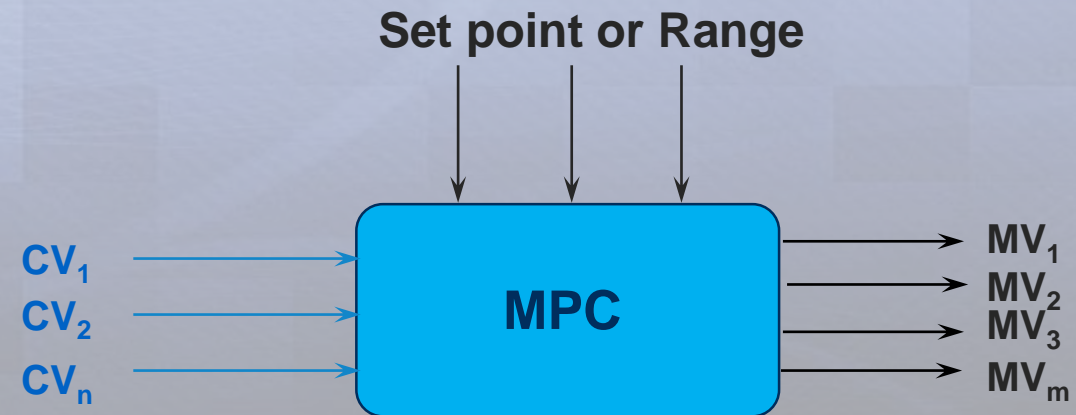 Set point or Range
CV₁
CV₂
CVₙ
MPC
MV₁
MV₂
MV₃
MVₘ